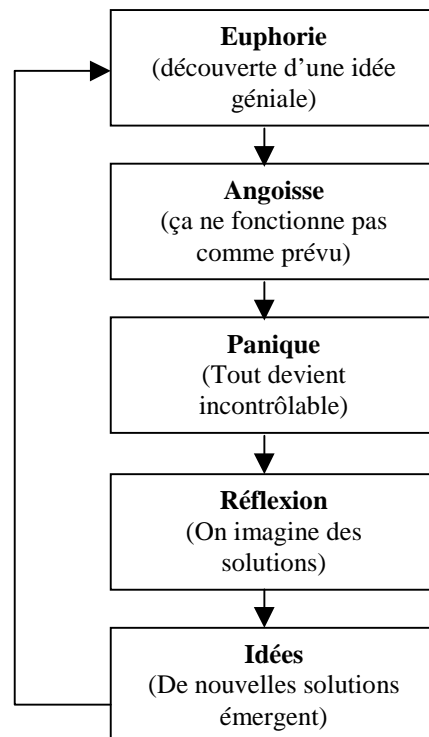 Euphorie
(découverte d'une idée
géniale)
Angoisse
(ça ne fonctionne pas
comme prévu)
Panique
(Tout devient
incontrôlable)
Réflexion
(On imagine des
solutions)
Idées
(De nouvelles solutions
émergent)